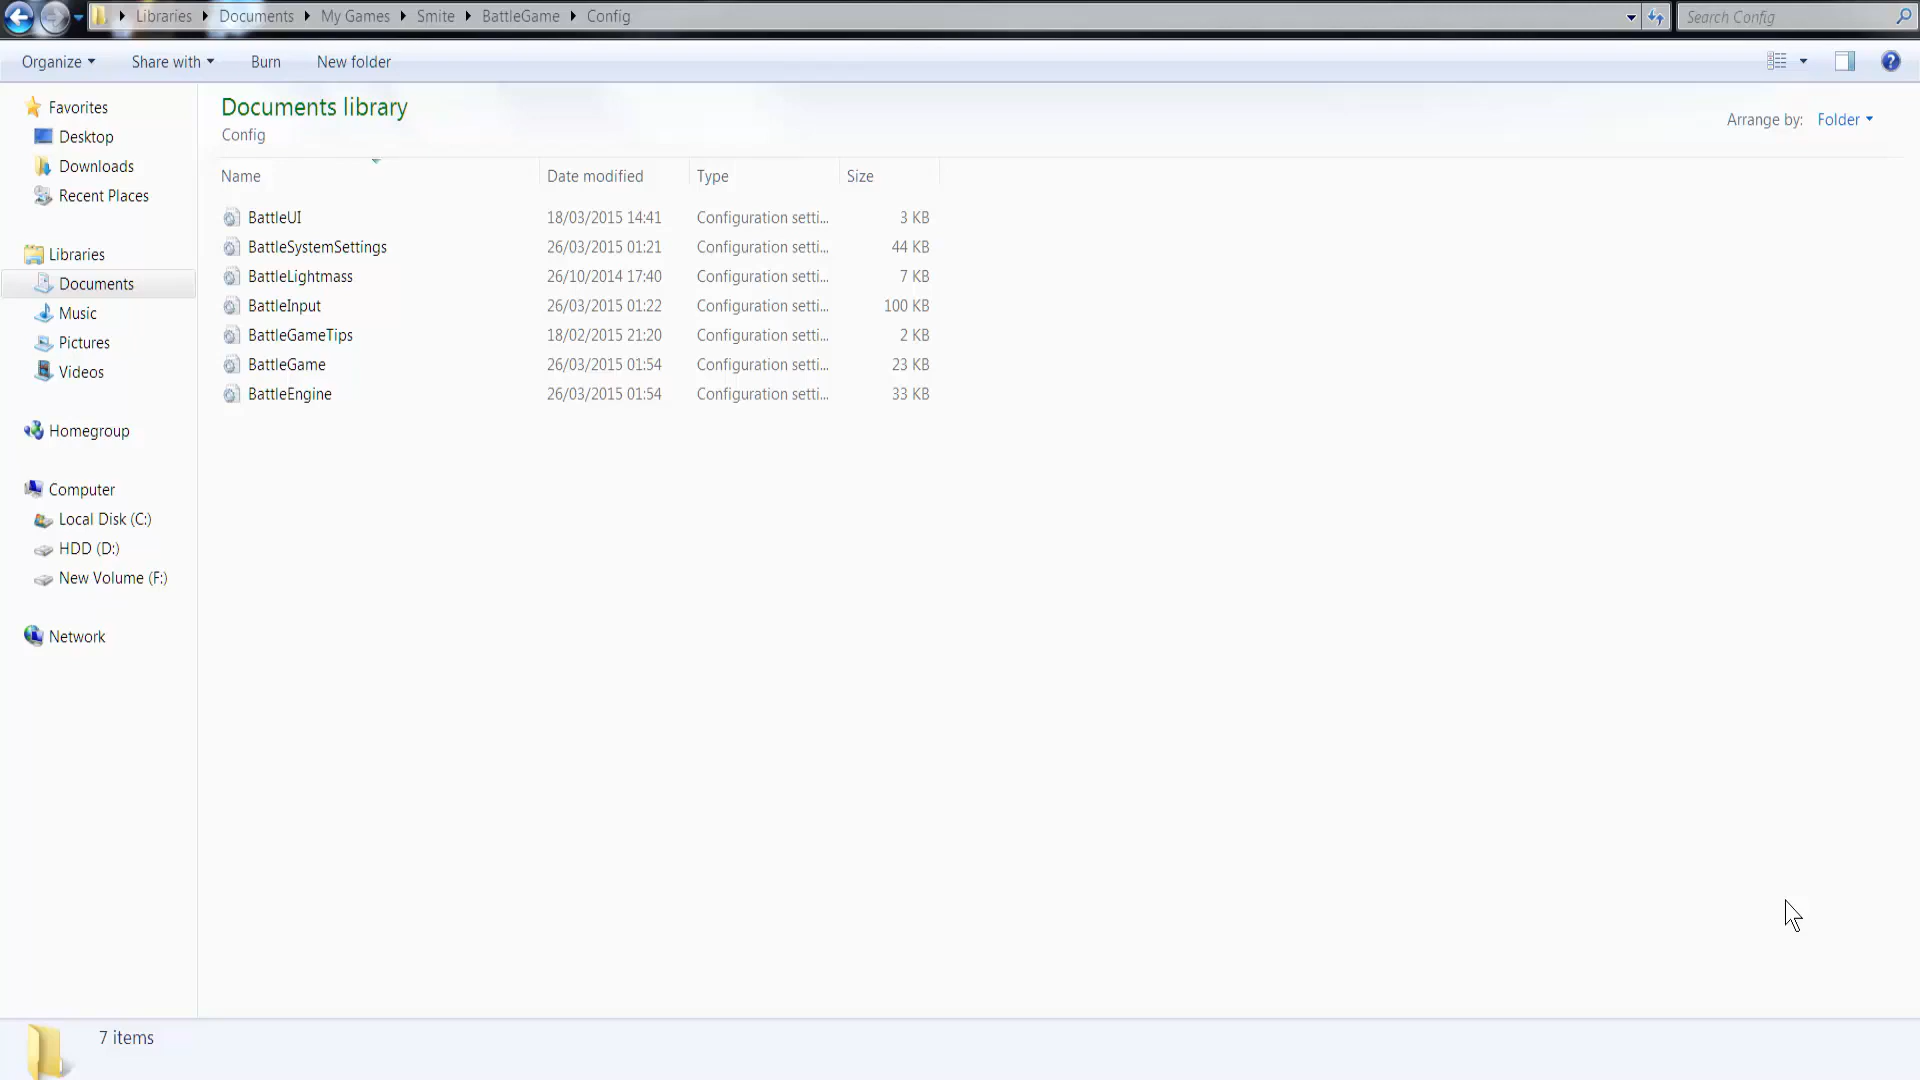 Libraries Documents My Games Smite BattleGame Config Search Config
Organize Share with Burn New folder
Favorites
Desktop
Downloads
Recent Places
Libraries
Documents
Music
Pictures
Videos
Homegroup
Computer
Local Disk (C:)
HDD (D:)
New Volume (F:)
Network
Documents library
Config
Arrange by: Folder
Name Date modified Type Size
BattleUI 18/03/2015 14:41 Configuration setti... 3 KB
BattleSystemSettings 26/03/2015 01:21 Configuration setti... 44 KB
BattleLightmass 26/10/2014 17:40 Configuration setti... 7 KB
BattleInput 26/03/2015 01:22 Configuration setti... 100 KB
BattleGameTips 18/02/2015 21:20 Configuration setti... 2 KB
BattleGame 26/03/2015 01:54 Configuration setti... 23 KB
BattleEngine 26/03/2015 01:54 Configuration setti... 33 KB
7 items